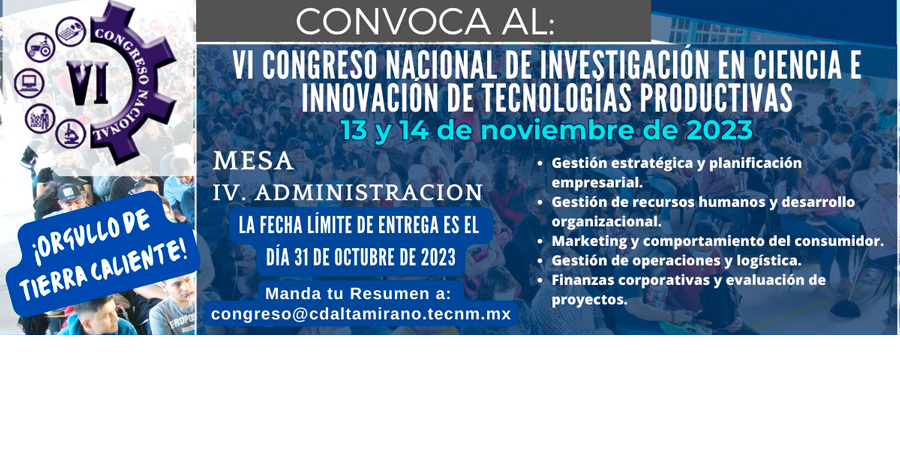 CONVOCA AL:
VI CONGRESO NACIONAL DE INVESTIGACIÓN EN CIENCIA E
INNOVACIÓN DE TECNOLOGÍAS PRODUCTIVAS
13 y 14 de noviembre de 2023
CONGRESO NACIONAL
VI
MESA
IV. ADMINISTRACION
LA FECHA LÍMITE DE ENTREGA ES EL
DÍA 31 DE OCTUBRE DE 2023
Manda tu Resumen a:
congreso@cdaltamirano.tecnm.mx
• Gestión estratégica y planificación
empresarial.
• Gestión de recursos humanos y desarrollo
organizacional.
• Marketing y comportamiento del consumidor.
• Gestión de operaciones y logística.
• Finanzas corporativas y evaluación de
proyectos.
¡ORGULLO DE
TIERRA CALIENTE!